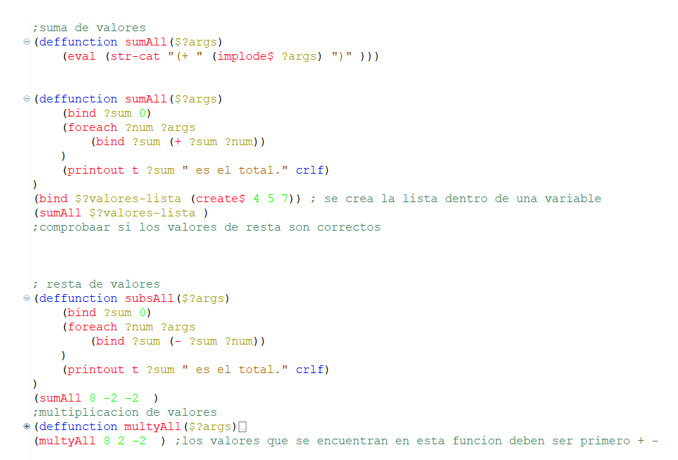 ;suma de valores
(deffunction sumAll($?args)
    (eval (str-cat "(+ " (implode$ ?args) ")" )))
(deffunction sumAll($?args)
    (bind ?sum 0)
    (foreach ?num ?args
        (bind ?sum (+ ?sum ?num))
    )
    (printout t ?sum " es el total." crlf)
)
(bind $?valores-lista (create$ 4 5 7)) ; se crea la lista dentro de una variable
(sumAll $?valores-lista )
;comprobaar si los valores de resta son correctos
; resta de valores
(deffunction subsAll($?args)
    (bind ?sum 0)
    (foreach ?num ?args
        (bind ?sum (- ?sum ?num))
    )
    (printout t ?sum " es el total." crlf)
)
(sumAll 8 -2 -2  )
;multiplicacion de valores
(deffunction multyAll($?args)
(multyAll 8 2 -2  ) ;los valores que se encuentran en esta funcion deben ser primero + -